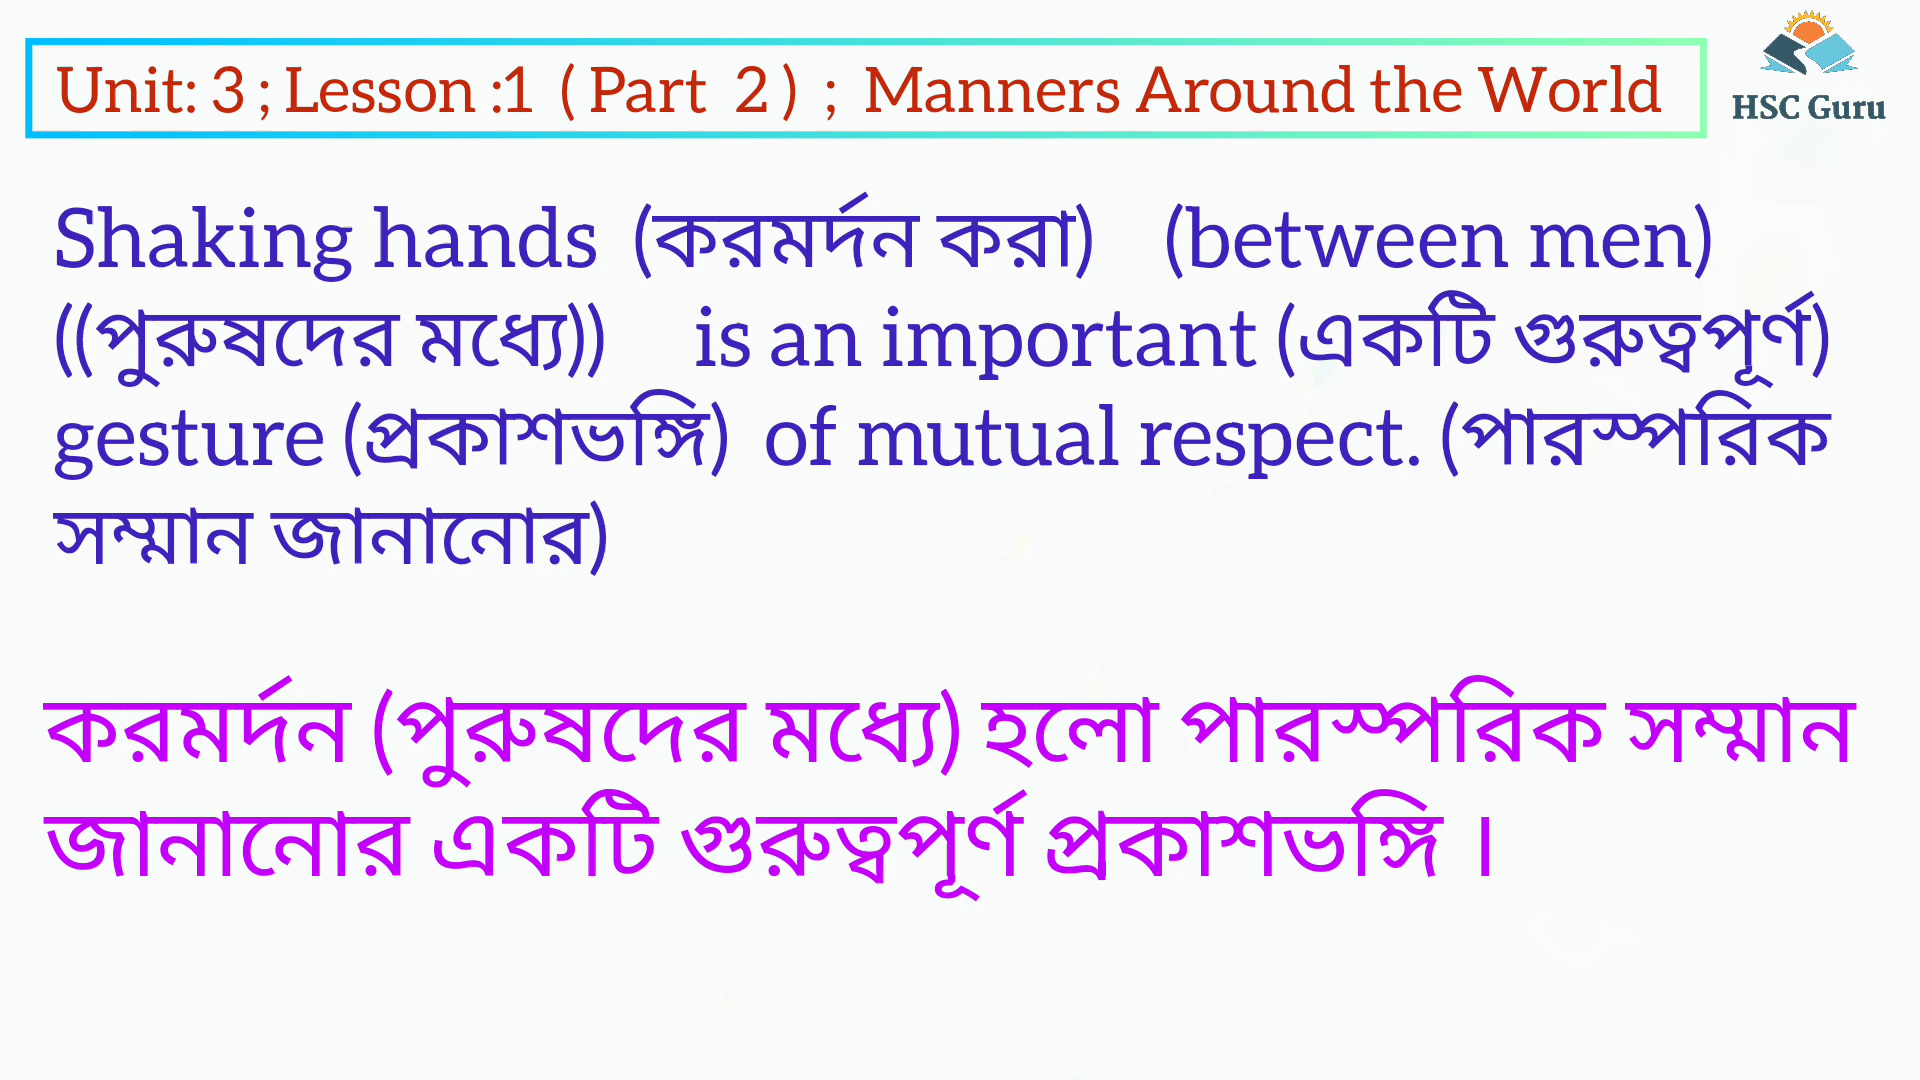 Unit: 3 ; Lesson :1 ( Part 2 ) ; Manners Around the World
HSC Guru
Shaking hands (করমর্দন করা) (between men)
((পুরুষদের মধ্যে)) is an important (একটি গুরুত্বপূর্ণ)
gesture (প্রকাশভঙ্গি) of mutual respect. (পারস্পরিক
সম্মান জানানোর)
করমর্দন (পুরুষদের মধ্যে) হলো পারস্পরিক সম্মান
জানানোর একটি গুরুত্বপূর্ণ প্রকাশভঙ্গি ।